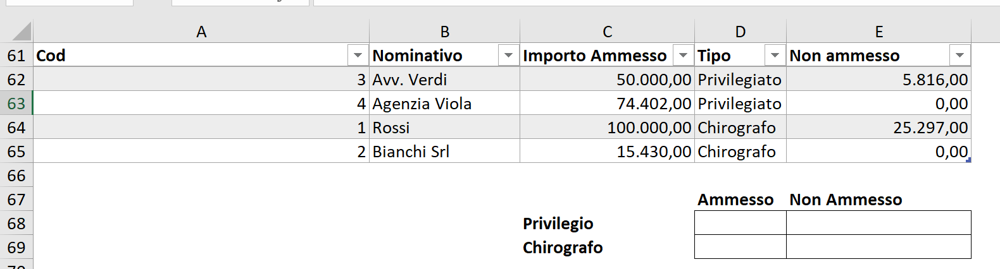 A B C D E
61 Cod Nominativo Importo Ammesso Tipo Non ammesso
62 3 Avv. Verdi 50.000,00 Privilegiato 5.816,00
63 4 Agenzia Viola 74.402,00 Privilegiato 0,00
64 1 Rossi 100.000,00 Chirografo 25.297,00
65 2 Bianchi Srl 15.430,00 Chirografo 0,00
66
67 Ammesso Non Ammesso
68 Privilegio
69 Chirografo